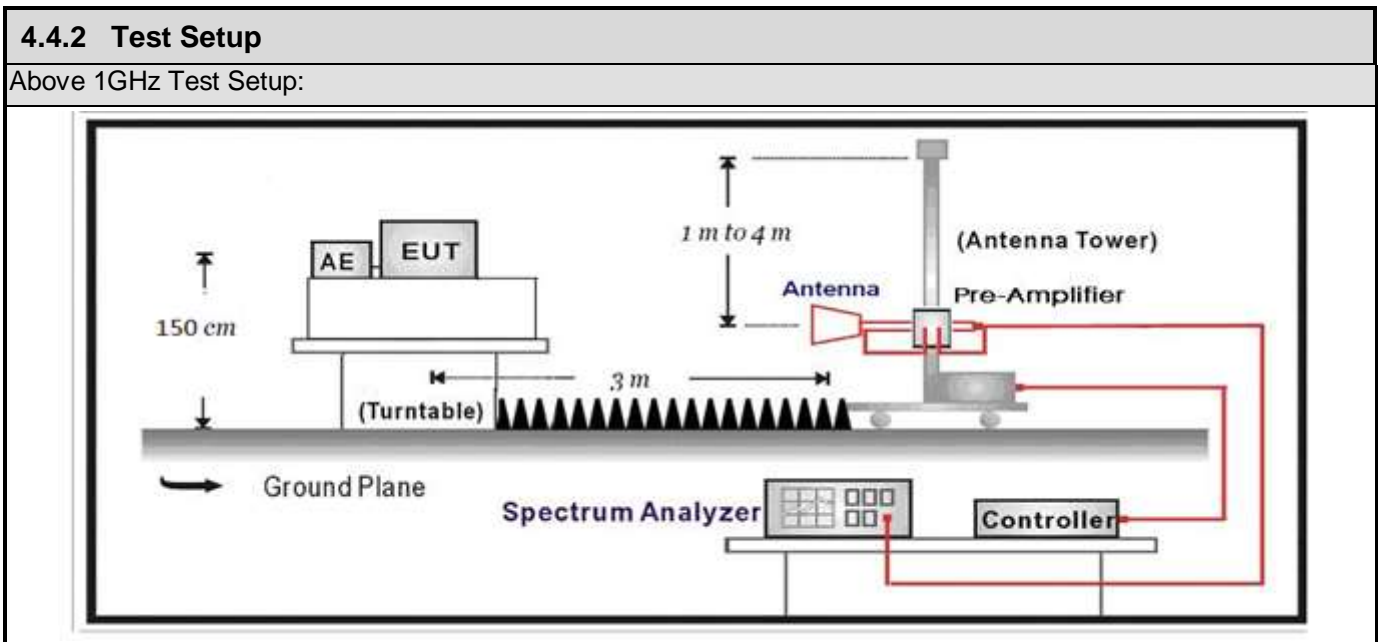 4.4.2 Test Setup
Above 1GHz Test Setup:
1 m to 4 m
(Antenna Tower)
AE
EUT
Antenna
Pre-Amplifier
150 cm
3 m
(Turntable)
Ground Plane
Spectrum Analyzer
Controller